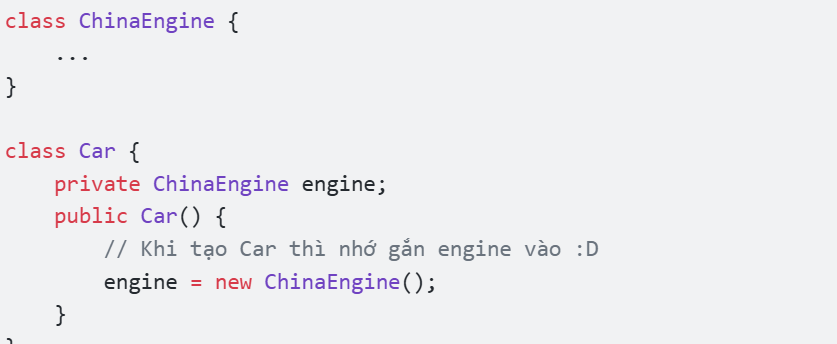 class ChinaEngine {
    ...
}
class Car {
    private ChinaEngine engine;
    public Car() {
        // Khi tạo Car thì nhớ gắn engine vào :D
        engine = new ChinaEngine();
    }
}